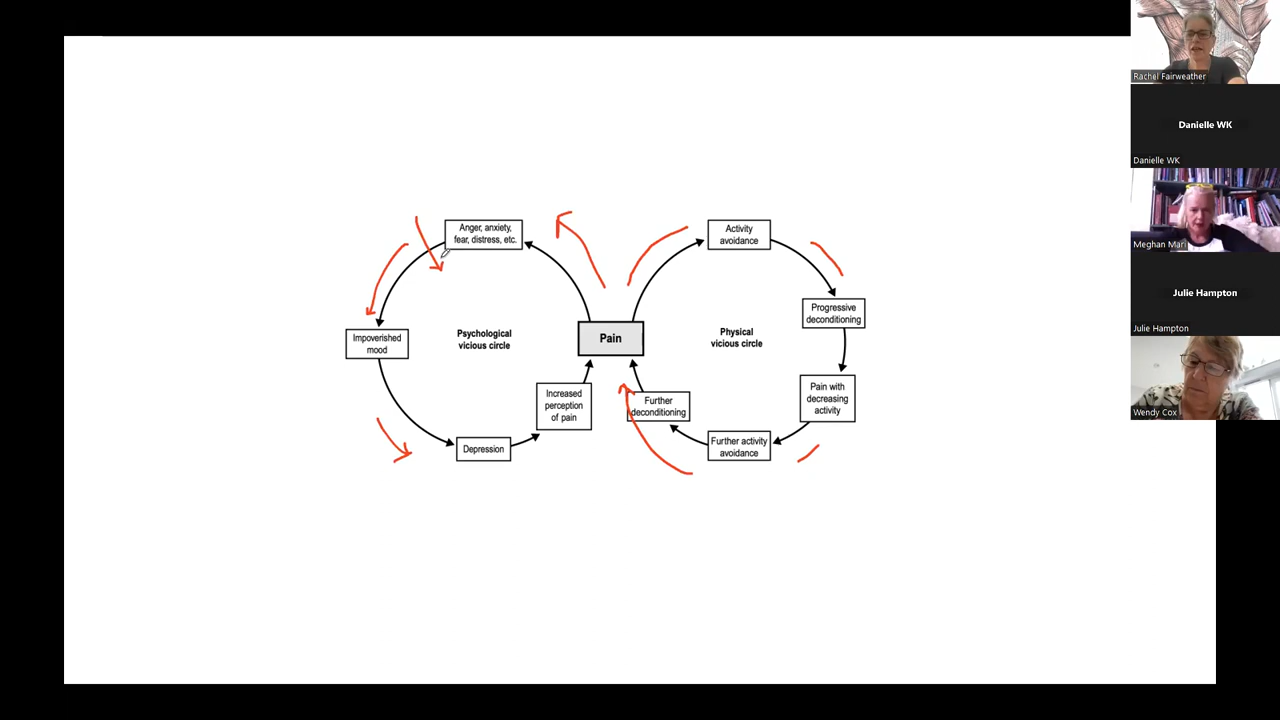 Anger, anxiety,
fear, distress, etc.
Activity
avoidance
Progressive
deconditioning
Impoverished
mood
Psychological
vicious circle
Pain
Physical
vicious circle
Increased
perception
of pain
Further
deconditioning
Pain with
decreasing
activity
Depression
Further activity
avoidance
Rachel Fairweather
Danielle WK
Danielle WK
Meghan Mari
Julie Hampton
Julie Hampton
Wendy Cox